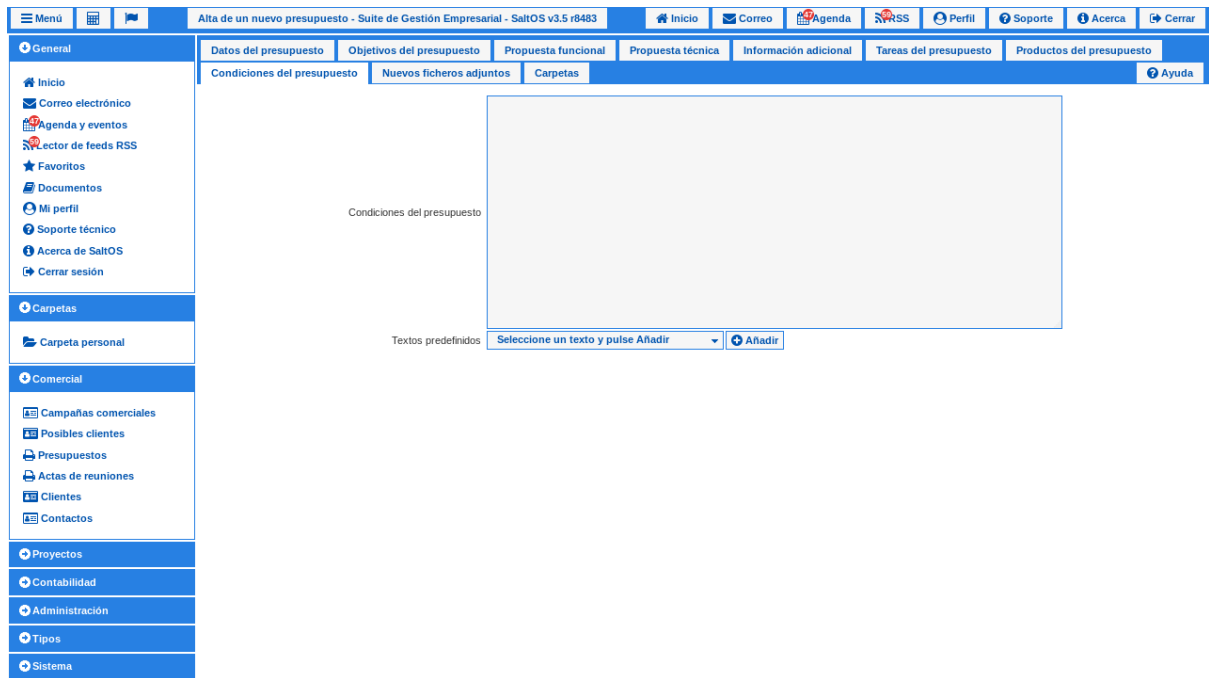 Menú
Alta de un nuevo presupuesto - Suite de Gestión Empresarial - SaltOS v3.5 r8483
Inicio
Correo
47
Agenda
59
RSS
Perfil
Soporte
Acerca
Cerrar
General
Inicio
Correo electrónico
47
Agenda y eventos
59
Lector de feeds RSS
Favoritos
Documentos
Mi perfil
Soporte técnico
Acerca de SaltOS
Cerrar sesión
Carpetas
Carpeta personal
Comercial
Campañas comerciales
Posibles clientes
Presupuestos
Actas de reuniones
Clientes
Contactos
Proyectos
Contabilidad
Administración
Tipos
Sistema
Datos del presupuesto
Objetivos del presupuesto
Propuesta funcional
Propuesta técnica
Información adicional
Tareas del presupuesto
Productos del presupuesto
Condiciones del presupuesto
Nuevos ficheros adjuntos
Carpetas
Ayuda
Condiciones del presupuesto
Textos predefinidos
Seleccione un texto y pulse Añadir
Añadir